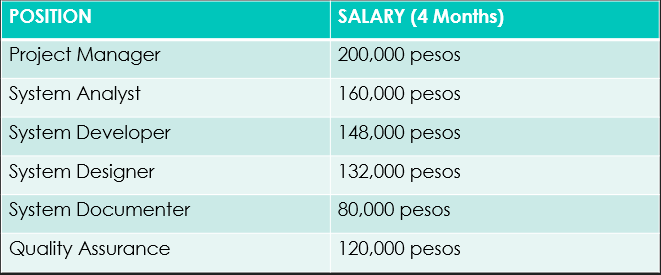 POSITION SALARY (4 Months)
Project Manager 200,000 pesos
System Analyst 160,000 pesos
System Developer 148,000 pesos
System Designer 132,000 pesos
System Documenter 80,000 pesos
Quality Assurance 120,000 pesos